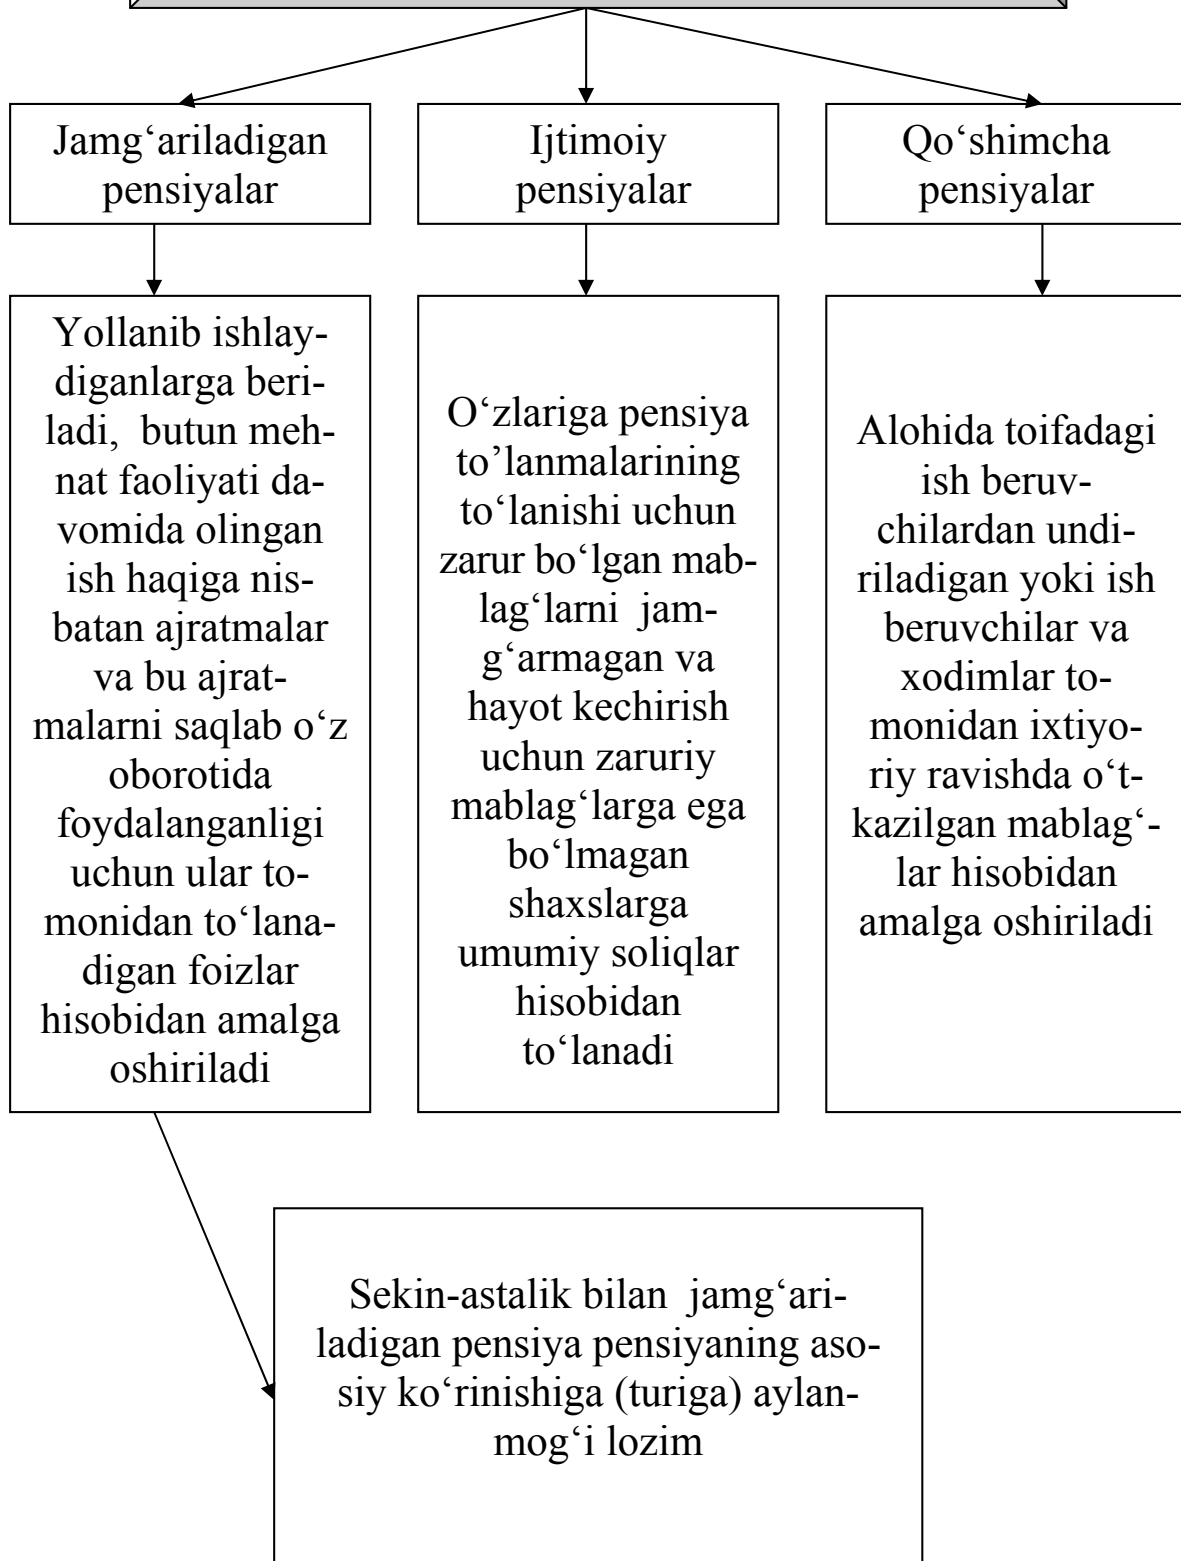 Jamg‘ariladigan
pensiyalar
Ijtimoiy
pensiyalar
Qo‘shimcha
pensiyalar
Yollanib ishlay-
diganlarga beri-
ladi, butun meh-
nat faoliyati da-
vomida olingan
ish haqiga nis-
batan ajratmalar
va bu ajrat-
malarni saqlab o‘z
oborotida
foydalanganligi
uchun ular to-
monidan to‘lana-
digan foizlar
hisobidan amalga
oshiriladi
O‘zlariga pensiya
to’lanmalarining
to‘lanishi uchun
zarur bo‘lgan mab-
lag‘larni jam-
g‘armagan va
hayot kechirish
uchun zaruriy
mablag‘larga ega
bo‘lmagan
shaxslarga
umumiy soliqlar
hisobidan
to‘lanadi
Alohida toifadagi
ish beruv-
chilardan undi-
riladigan yoki ish
beruvchilar va
xodimlar to-
monidan ixtiyo-
riy ravishda o‘t-
kazilgan mablag‘-
lar hisobidan
amalga oshiriladi
Sekin-astalik bilan jamg‘ari-
ladigan pensiya pensiyaning aso-
siy ko‘rinishiga (turiga) aylan-
mog‘i lozim